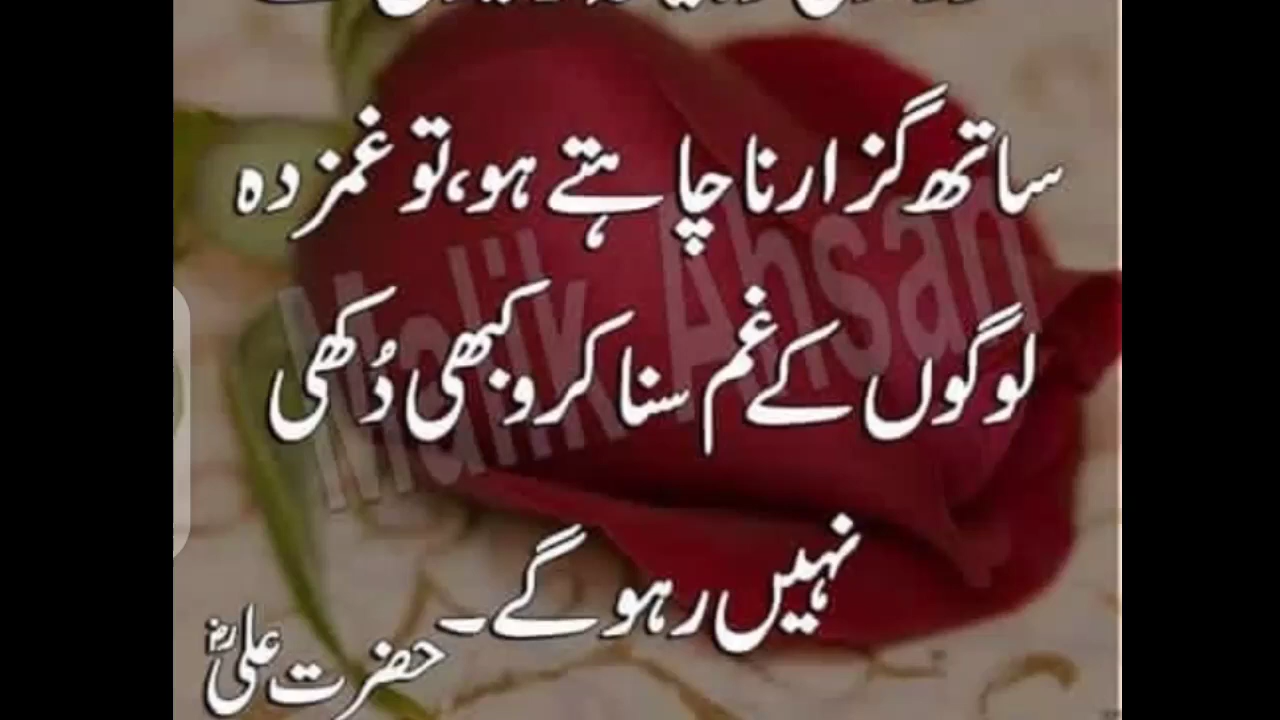 ساتھ گزارنا چاہتے ہو، تو غمزدہ
لوگوں کے غم سنا کرو کبھی دُکھی
نہیں رہو گے۔
حضرت علیؓ
Malik Ahsan